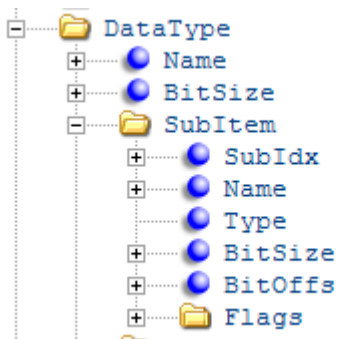 DataType
Name
BitSize
SubItem
SubIdx
Name
Type
BitSize
BitOffs
Flags